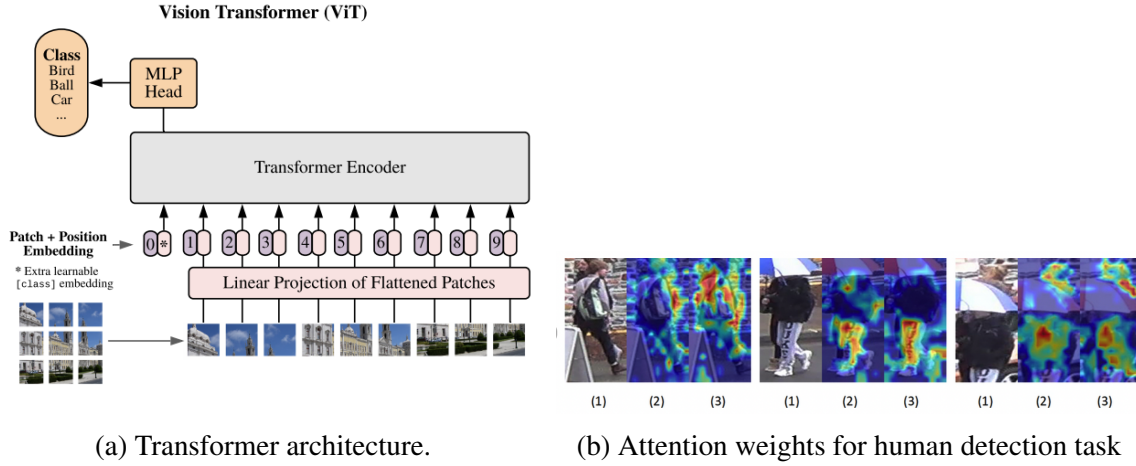 Vision Transformer (ViT)
Class
Bird
Ball
Car
...
MLP
Head
Transformer Encoder
Patch + Position
Embedding
0 * 1 2 3 4 5 6 7 8 9
* Extra learnable
[class] embedding
Linear Projection of Flattened Patches
(1) (2) (3) (1) (2) (3) (1) (2) (3)
(a) Transformer architecture.
(b) Attention weights for human detection task